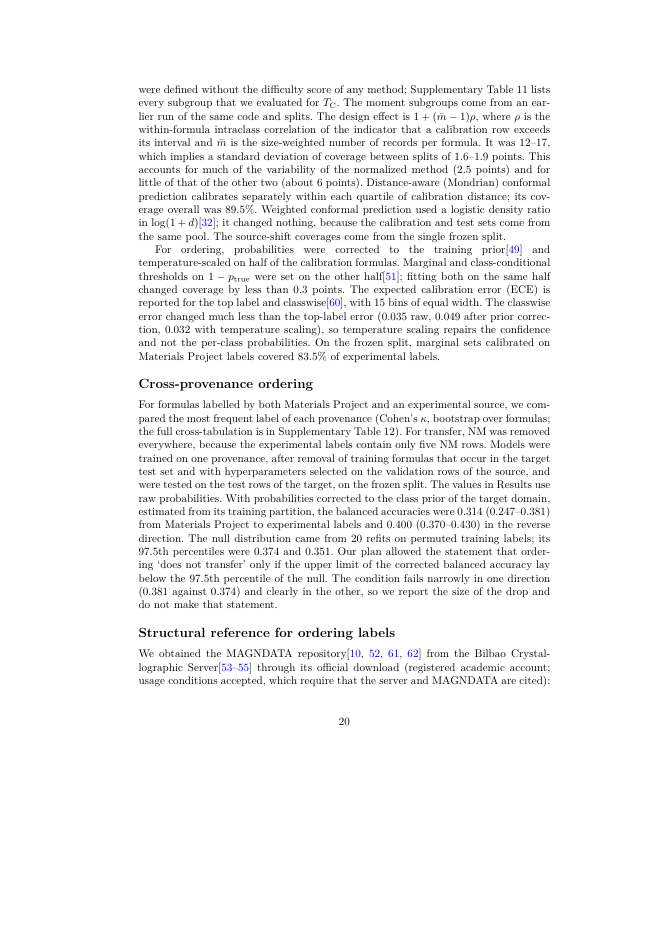 were defined without the difficulty score of any method; Supplementary Table 11 lists
every subgroup that we evaluated for T_C. The moment subgroups come from an ear-
lier run of the same code and splits. The design effect is 1 + (m̄ − 1)ρ, where ρ is the
within-formula intraclass correlation of the indicator that a calibration row exceeds
its interval and m̄ is the size-weighted number of records per formula. It was 12–17,
which implies a standard deviation of coverage between splits of 1.6–1.9 points. This
accounts for much of the variability of the normalized method (2.5 points) and for
little of that of the other two (about 6 points). Distance-aware (Mondrian) conformal
prediction calibrates separately within each quartile of calibration distance; its cov-
erage overall was 89.5%. Weighted conformal prediction used a logistic density ratio
in log(1 + d)[32]; it changed nothing, because the calibration and test sets come from
the same pool. The source-shift coverages come from the single frozen split.
For ordering, probabilities were corrected to the training prior[49] and
temperature-scaled on half of the calibration formulas. Marginal and class-conditional
thresholds on 1 − p_true were set on the other half[51]; fitting both on the same half
changed coverage by less than 0.3 points. The expected calibration error (ECE) is
reported for the top label and classwise[60], with 15 bins of equal width. The classwise
error changed much less than the top-label error (0.035 raw, 0.049 after prior correc-
tion, 0.032 with temperature scaling), so temperature scaling repairs the confidence
and not the per-class probabilities. On the frozen split, marginal sets calibrated on
Materials Project labels covered 83.5% of experimental labels.
Cross-provenance ordering
For formulas labelled by both Materials Project and an experimental source, we com-
pared the most frequent label of each provenance (Cohen's κ, bootstrap over formulas;
the full cross-tabulation is in Supplementary Table 12). For transfer, NM was removed
everywhere, because the experimental labels contain only five NM rows. Models were
trained on one provenance, after removal of training formulas that occur in the target
test set and with hyperparameters selected on the validation rows of the source, and
were tested on the test rows of the target, on the frozen split. The values in Results use
raw probabilities. With probabilities corrected to the class prior of the target domain,
estimated from its training partition, the balanced accuracies were 0.314 (0.247–0.381)
from Materials Project to experimental labels and 0.400 (0.370–0.430) in the reverse
direction. The null distribution came from 20 refits on permuted training labels; its
97.5th percentiles were 0.374 and 0.351. Our plan allowed the statement that order-
ing ‘does not transfer’ only if the upper limit of the corrected balanced accuracy lay
below the 97.5th percentile of the null. The condition fails narrowly in one direction
(0.381 against 0.374) and clearly in the other, so we report the size of the drop and
do not make that statement.
Structural reference for ordering labels
We obtained the MAGNDATA repository[10, 52, 61, 62] from the Bilbao Crystal-
lographic Server[53–55] through its official download (registered academic account;
usage conditions accepted, which require that the server and MAGNDATA are cited):
20